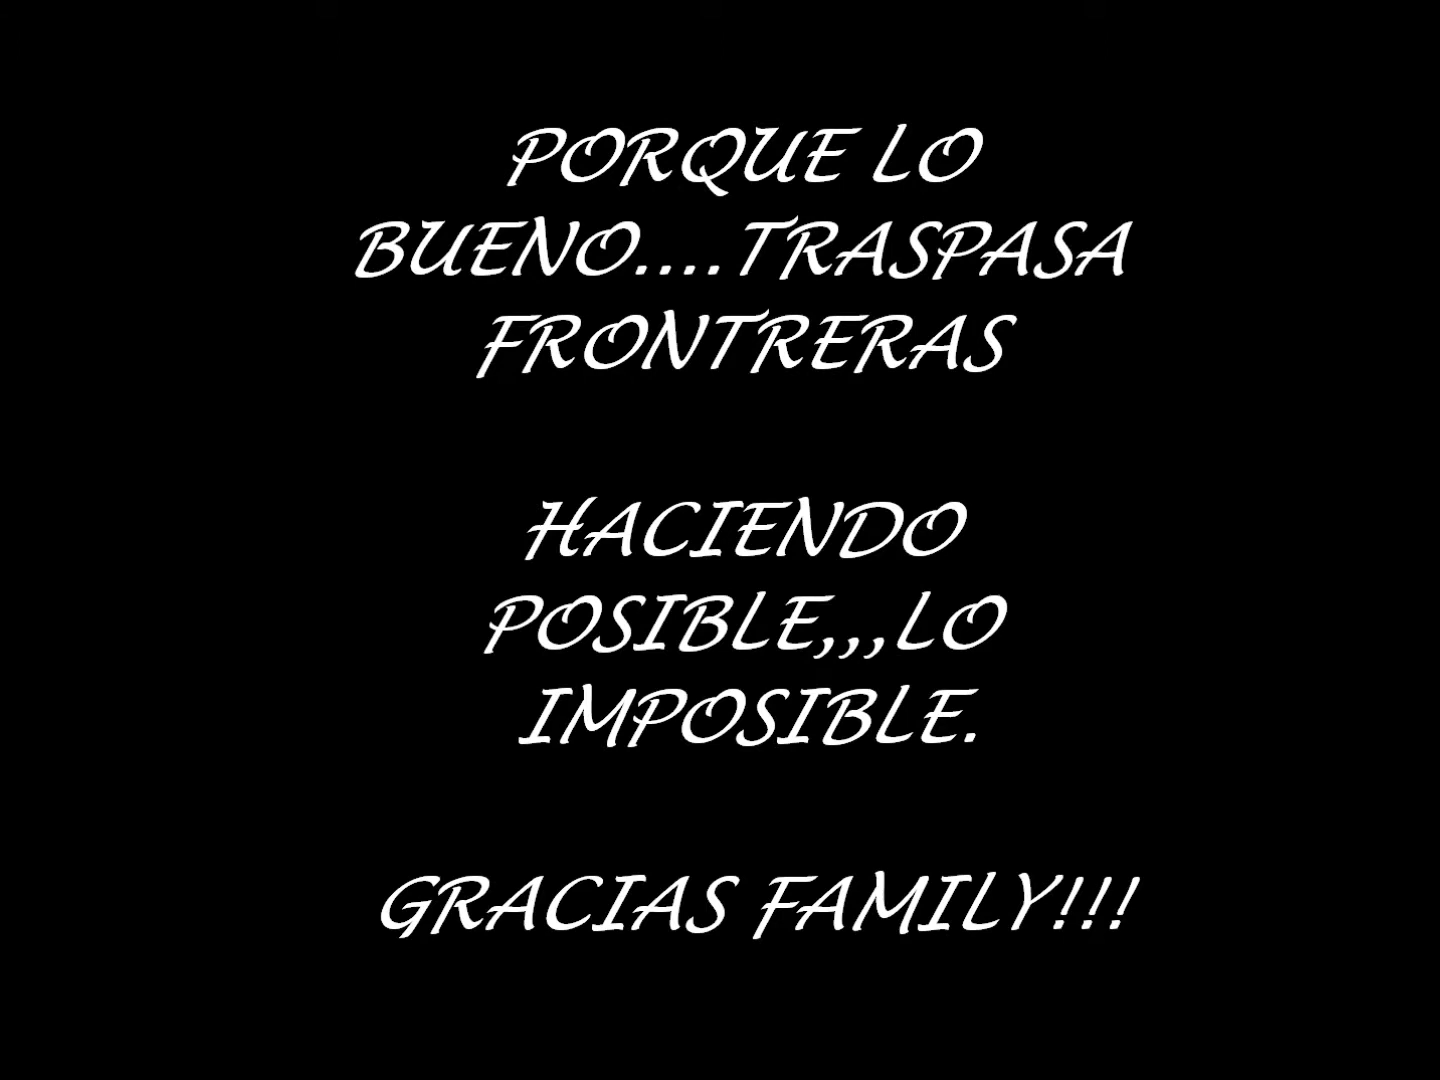 PORQUE LO
BUENO....TRASPASA
FRONTRERAS
HACIENDO
POSIBLE,,,LO
IMPOSIBLE.
GRACIAS FAMILY!!!